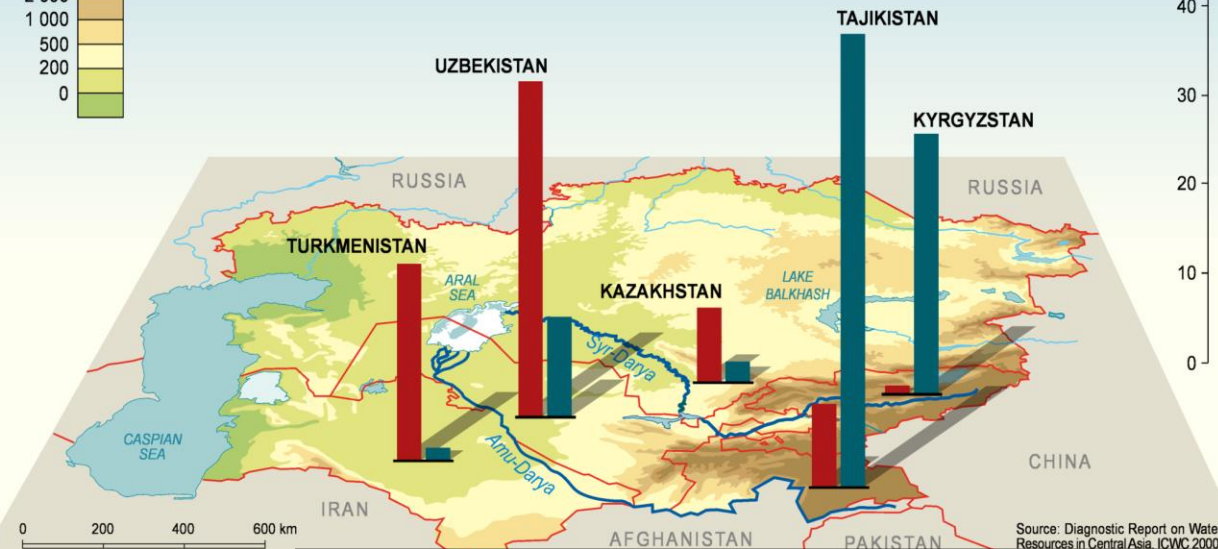 1 000
500
200
0
40
30
20
10
0
TAJIKISTAN
UZBEKISTAN
KYRGYZSTAN
RUSSIA
RUSSIA
TURKMENISTAN
ARAL
SEA
KAZAKHSTAN
LAKE
BALKHASH
Syr-Darya
CASPIAN
SEA
Amu-Darya
CHINA
IRAN
AFGHANISTAN
PAKISTAN
0 200 400 600 km
Source: Diagnostic Report on Wate
Resources in Central Asia, ICWC 2000